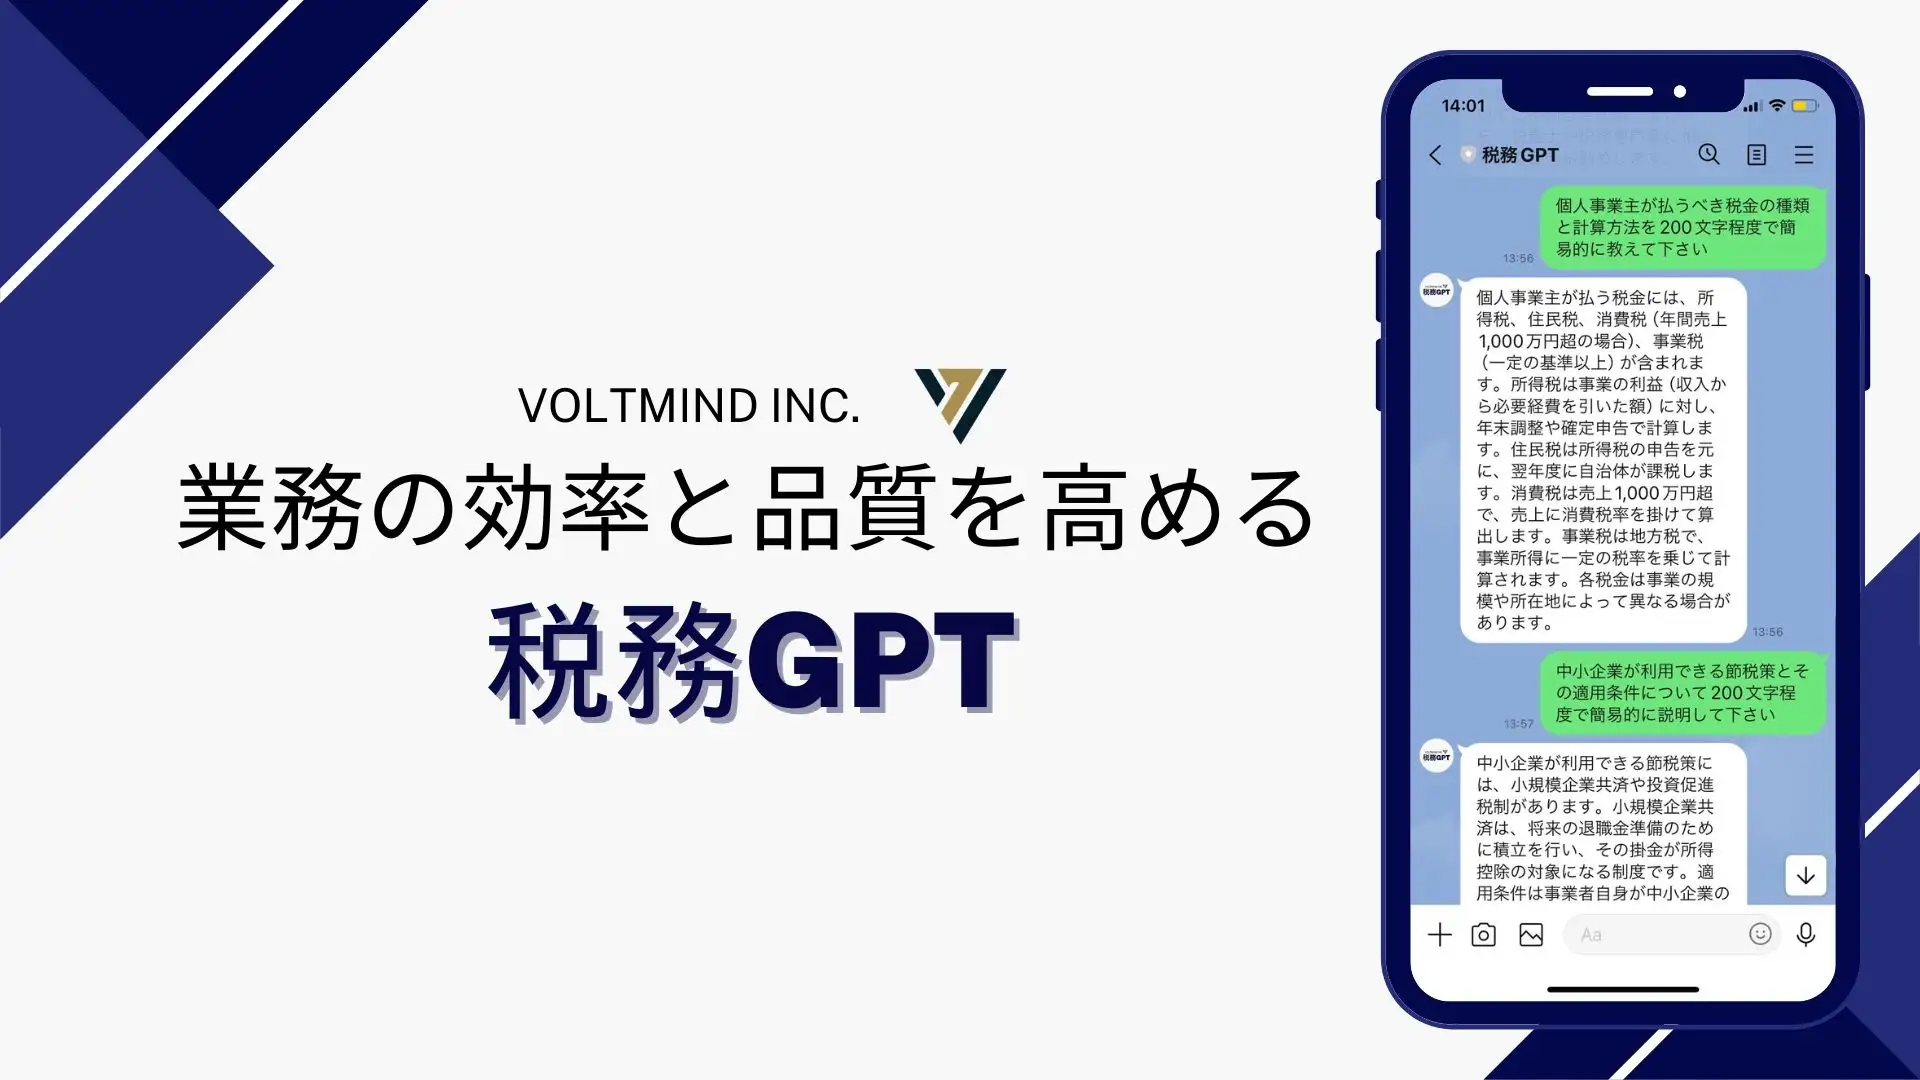 VOLTMIND INC.
業務の効率と品質を高める
税務GPT
14:01
税務GPT
個人事業主が払うべき税金の種類
と計算方法を200文字程度で簡
易的に教えて下さい
13:56
税務GPT
個人事業主が払う税金には、所
得税、住民税、消費税（年間売上
1,000万円超の場合）、事業税
（一定の基準以上）が含まれま
す。所得税は事業の利益（収入か
ら必要経費を引いた額）に対し、
年末調整や確定申告で計算しま
す。住民税は所得税の申告を元
に、翌年度に自治体が課税しま
す。消費税は売上1,000万円超
で、売上に消費税率を掛けて算
出します。事業税は地方税で、
事業所得に一定の税率を乗じて計
算されます。各税金は事業の規
模や所在地によって異なる場合が
あります。
13:56
中小企業が利用できる節税策とそ
の適用条件について200文字程
度で簡易的に説明して下さい
13:57
税務GPT
中小企業が利用できる節税策に
は、小規模企業共済や投資促進
税制があります。小規模企業共
済は、将来の退職金準備のため
に積立を行い、その掛金が所得
控除の対象になる制度です。適
用条件は事業者自身が中小企業の
Aa